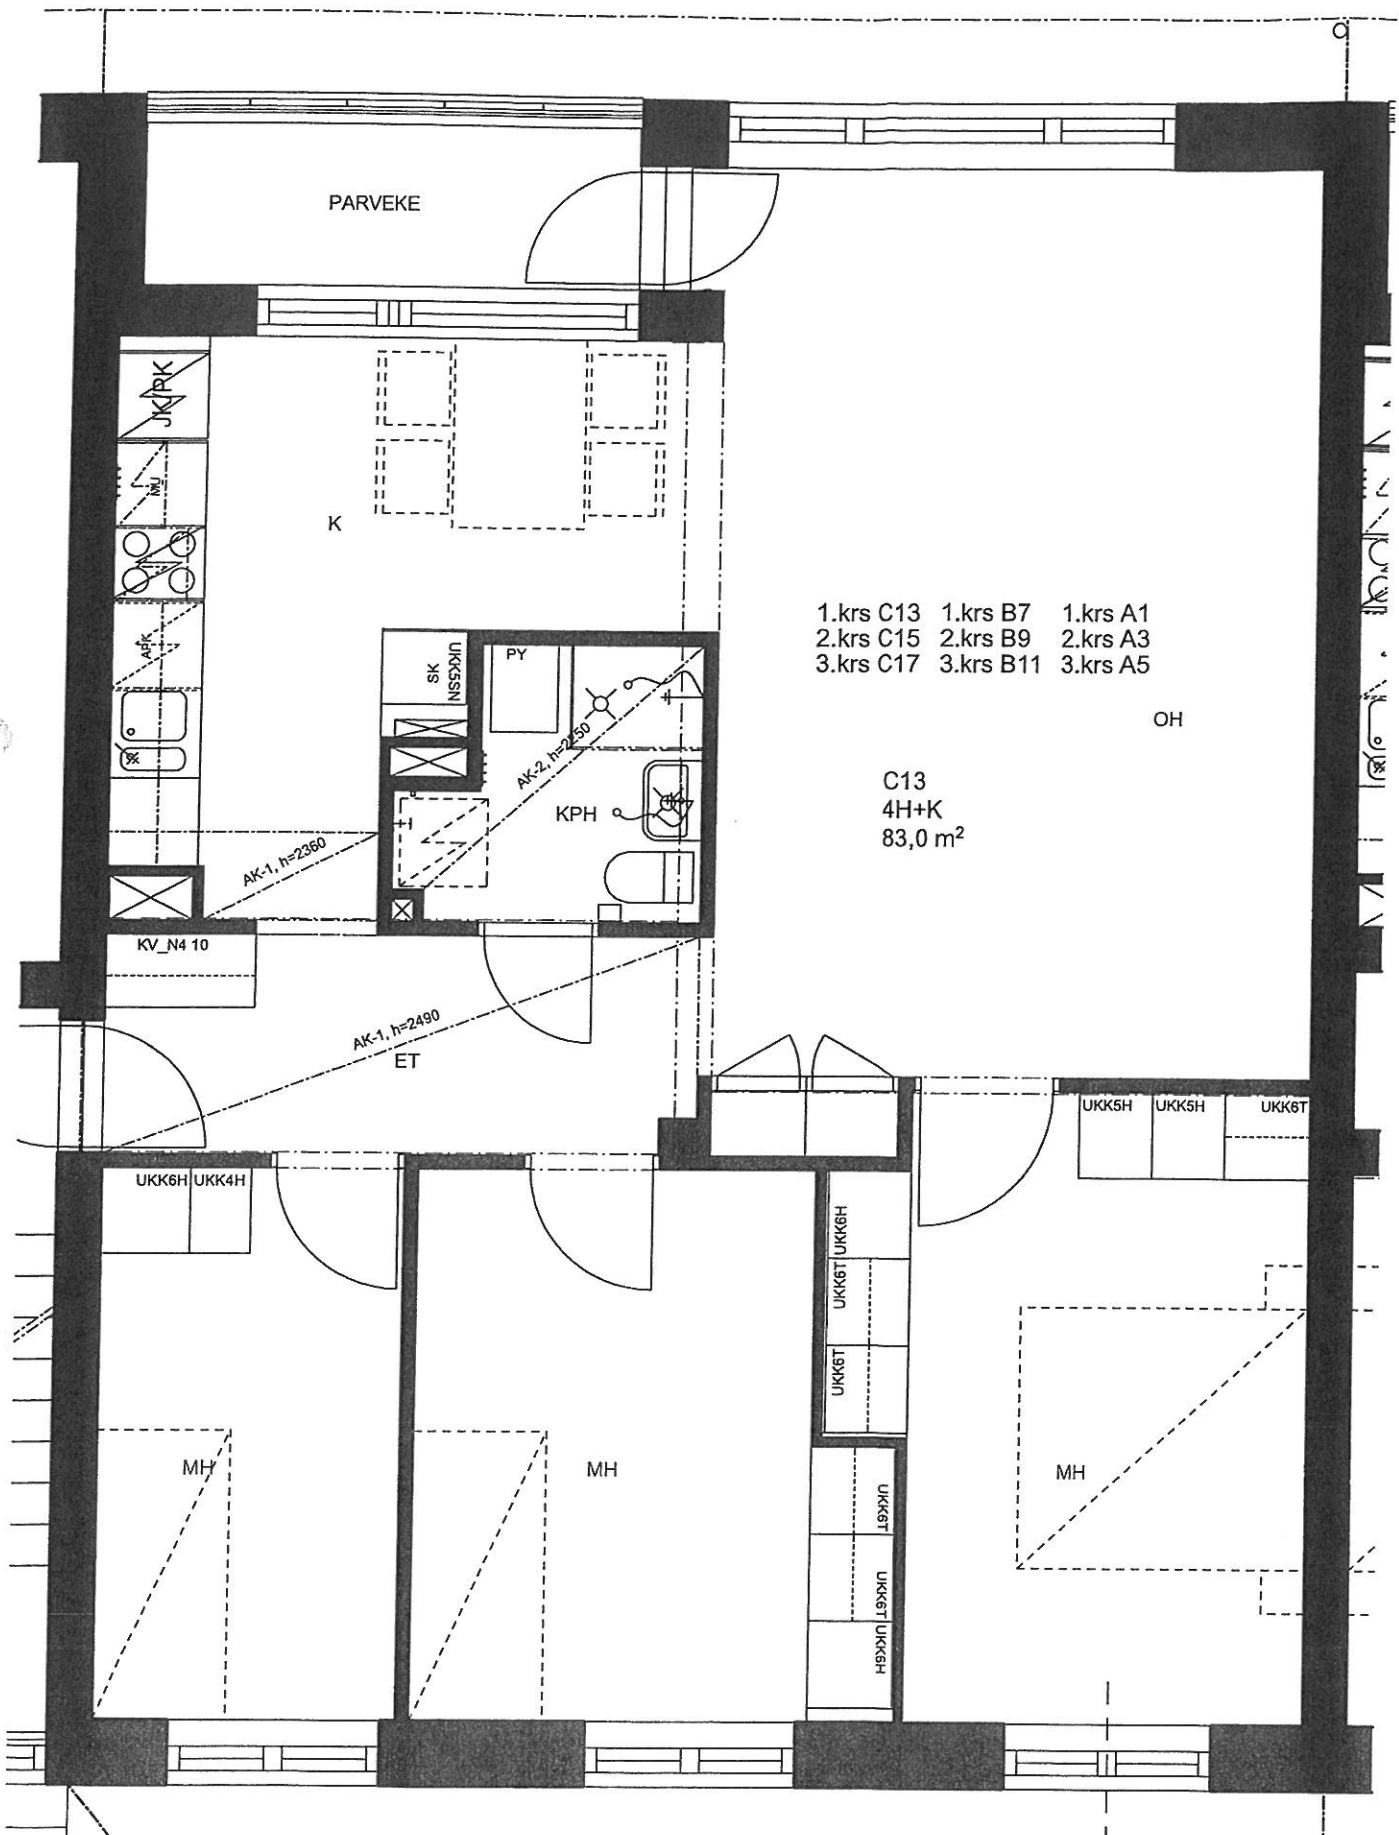 PARVEKE
JK/PK
MU
K
APK
SK
UKK5SN
PY
1.krs C13 1.krs B7 1.krs A1
2.krs C15 2.krs B9 2.krs A3
3.krs C17 3.krs B11 3.krs A5
OH
AK-2, h=2250
C13
4H+K
83,0 m²
KPH
AK-1, h=2360
KV_N4 10
AK-1, h=2490
ET
UKK5H UKK5H UKK6T
UKK6H UKK4H
UKK6H
UKK6T
UKK6T
MH
MH
MH
UKK6T
UKK6T
UKK6H